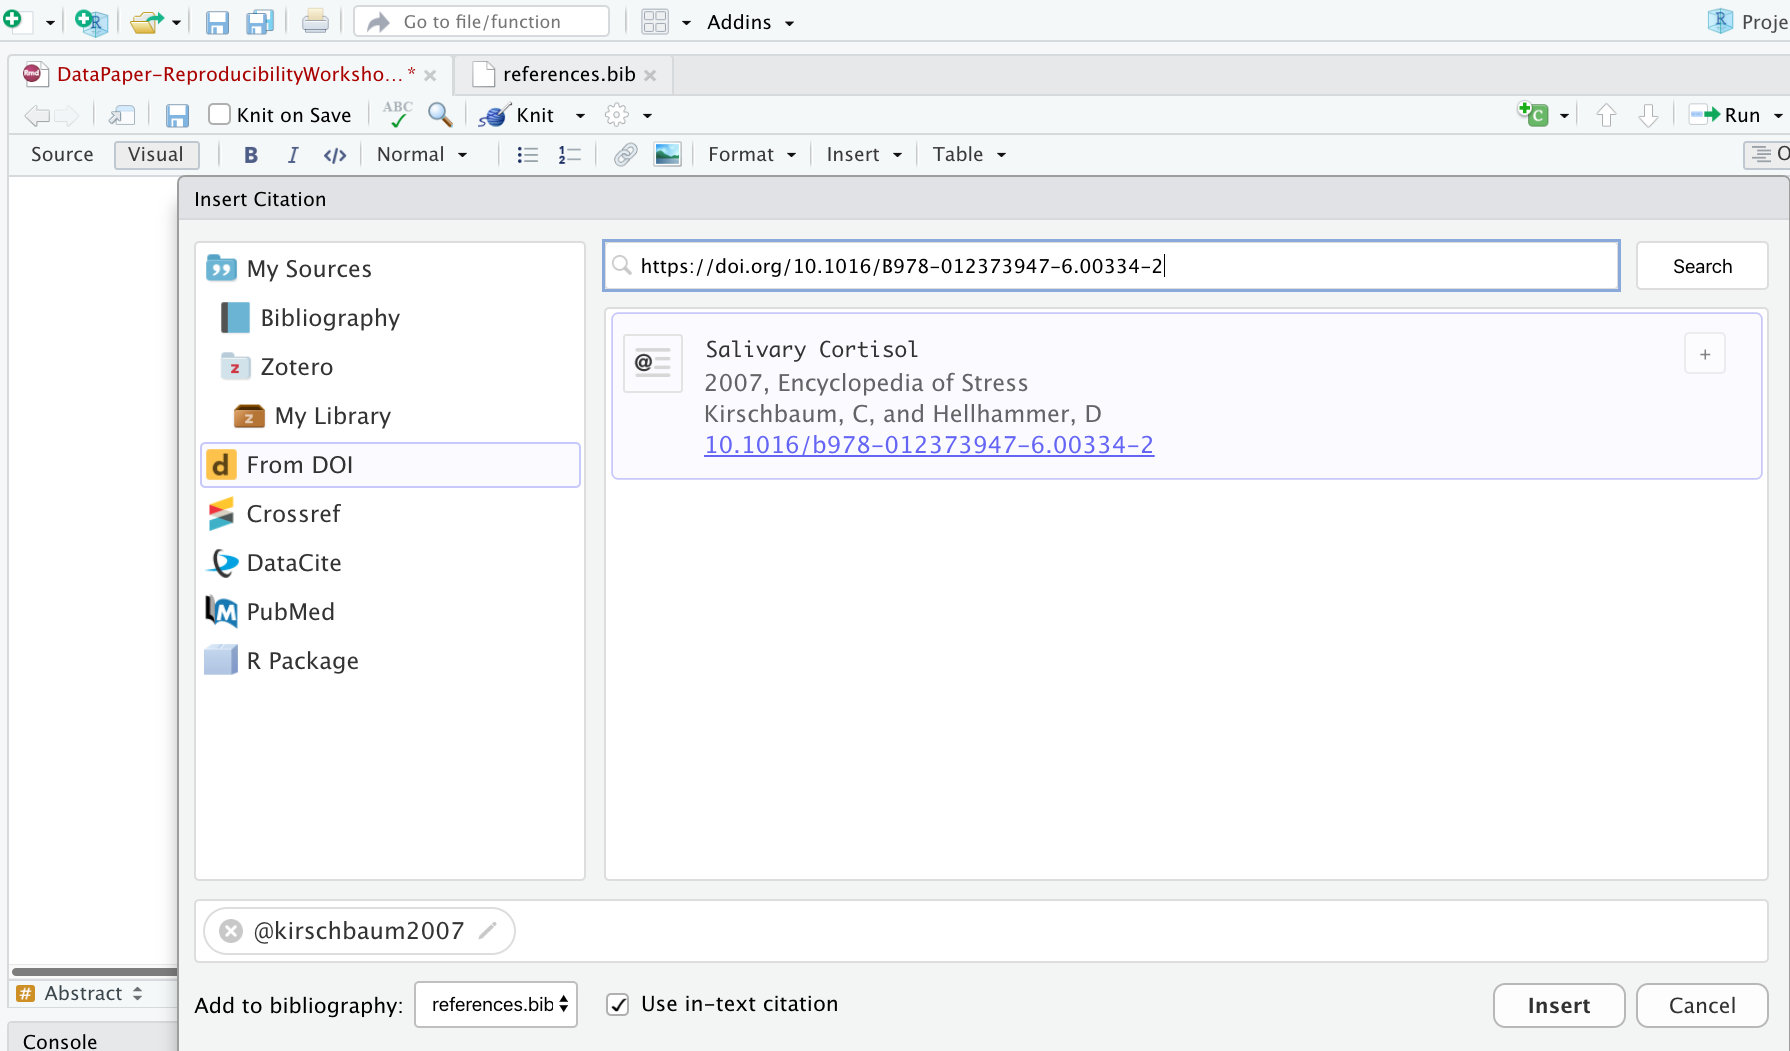 Go to file/function
Addins
Proje
DataPaper-ReproducibilityWorksho... *
references.bib
Knit on Save
ABC
Knit
Run
Source
Visual
B
I
</>
Normal
Format
Insert
Table
O
Insert Citation
My Sources
Bibliography
Zotero
My Library
From DOI
Crossref
DataCite
PubMed
R Package
https://doi.org/10.1016/B978-012373947-6.00334-2
Search
Salivary Cortisol
2007, Encyclopedia of Stress
Kirschbaum, C, and Hellhammer, D
10.1016/b978-012373947-6.00334-2
+
@kirschbaum2007
# Abstract
Add to bibliography:
references.bib
Use in-text citation
Insert
Cancel
Console